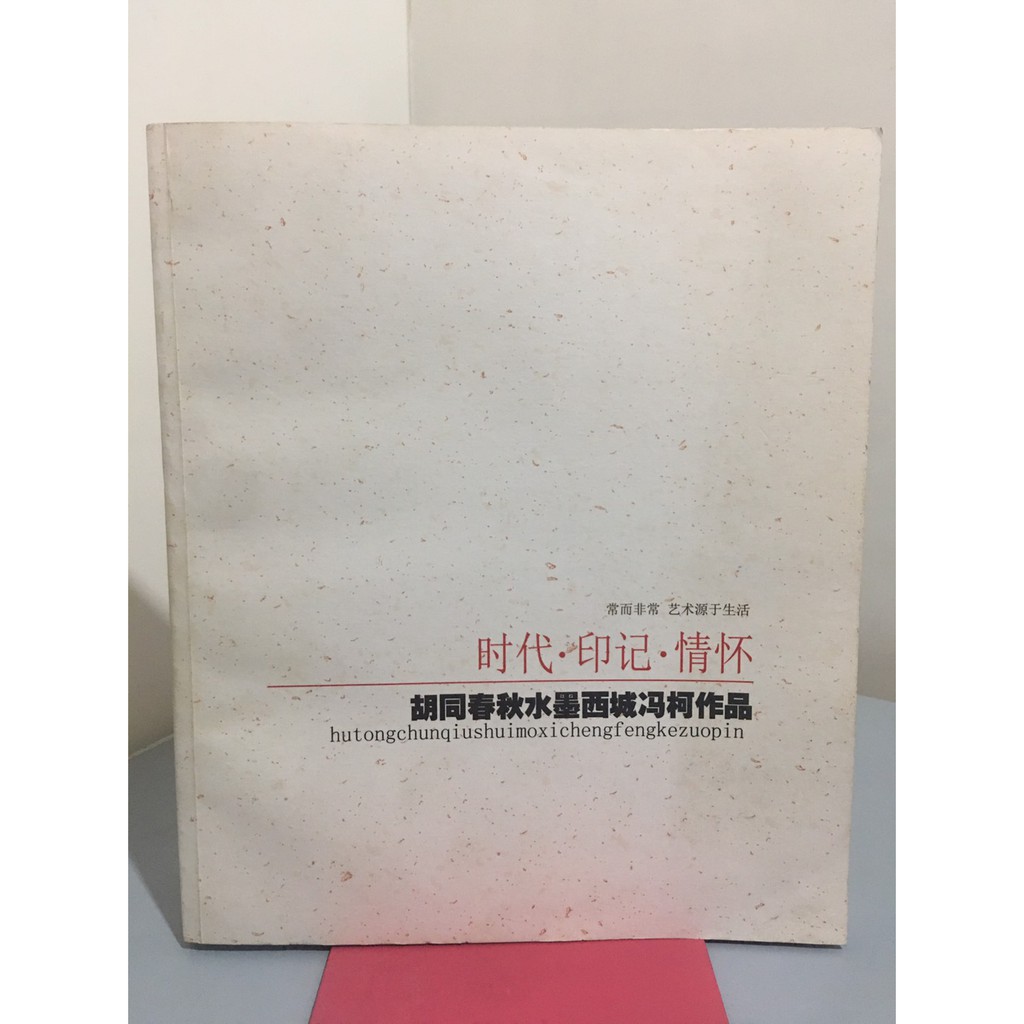 常而非常 艺术源于生活
时代·印记·情怀
胡同春秋水墨西城冯柯作品
hutongchunqiushuimoxichengfengkezuopin